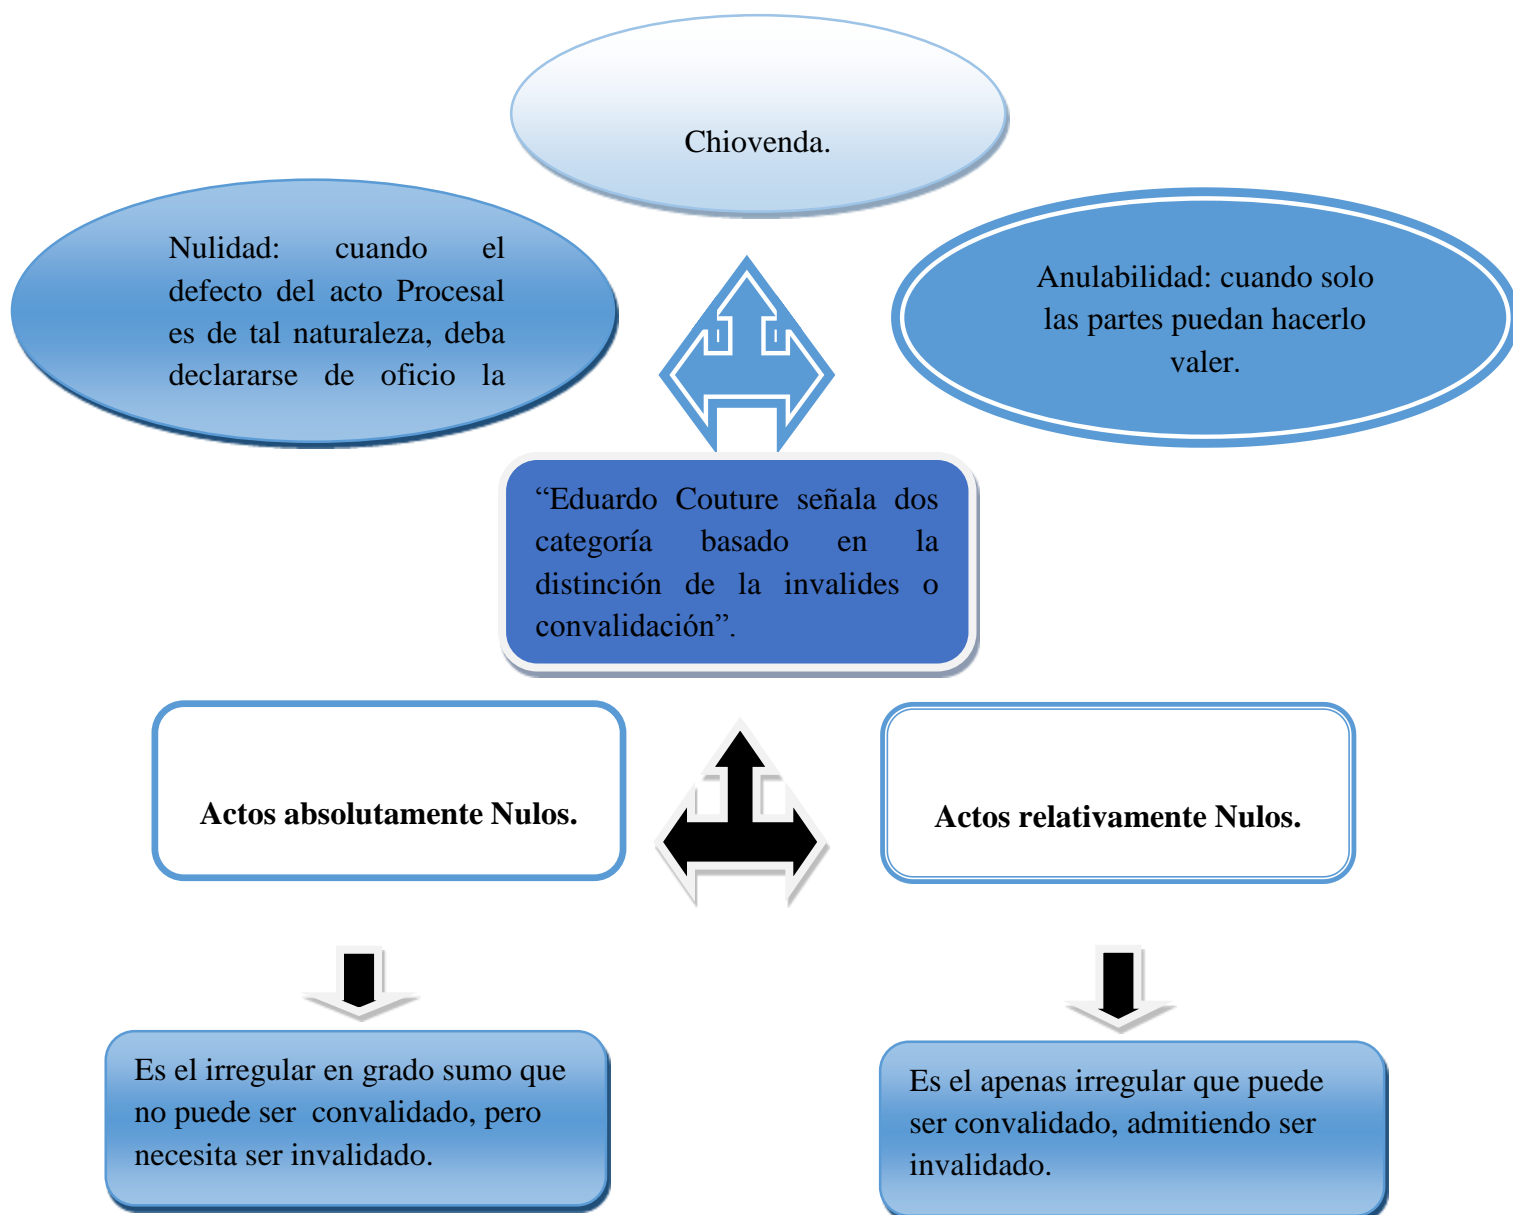 Chiovenda.
Nulidad: cuando el
defecto del acto Procesal
es de tal naturaleza, deba
declararse de oficio la
Anulabilidad: cuando solo
las partes puedan hacerlo
valer.
“Eduardo Couture señala dos
categoría basado en la
distinción de la invalides o
convalidación”.
Actos absolutamente Nulos.
Actos relativamente Nulos.
Es el irregular en grado sumo que
no puede ser convalidado, pero
necesita ser invalidado.
Es el apenas irregular que puede
ser convalidado, admitiendo ser
invalidado.